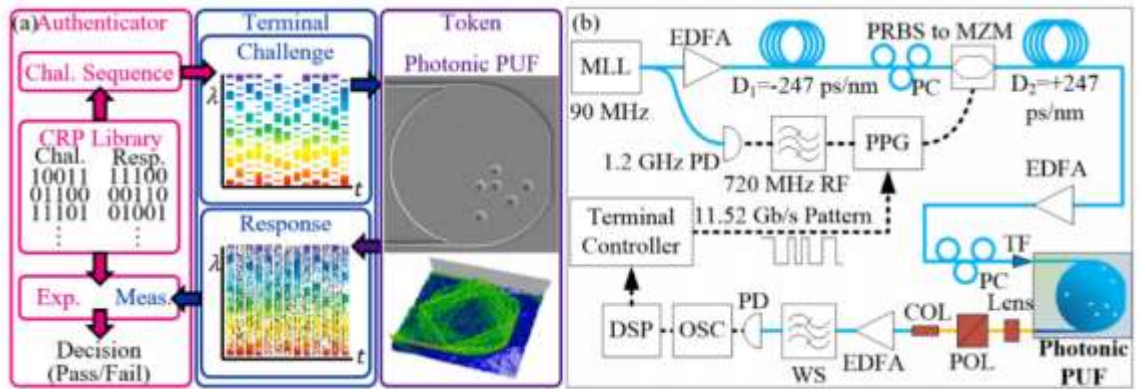 (a)
Authenticator
Terminal
Token
Challenge
Photonic PUF
Chal. Sequence
λ
t
CRP Library
Chal. Resp.
10011 11100
01100 00110
11101 01001
⋮ ⋮
Response
λ
t
Exp. Meas.
Decision
(Pass/Fail)
(b)
EDFA
PRBS to MZM
MLL
D₁=-247 ps/nm
PC
D₂=+247
ps/nm
90 MHz
1.2 GHz PD
PPG
720 MHz RF
EDFA
Terminal
Controller
11.52 Gb/s Pattern
PC
TF
PD
COL
Lens
DSP
OSC
WS
EDFA
POL
Photonic
PUF